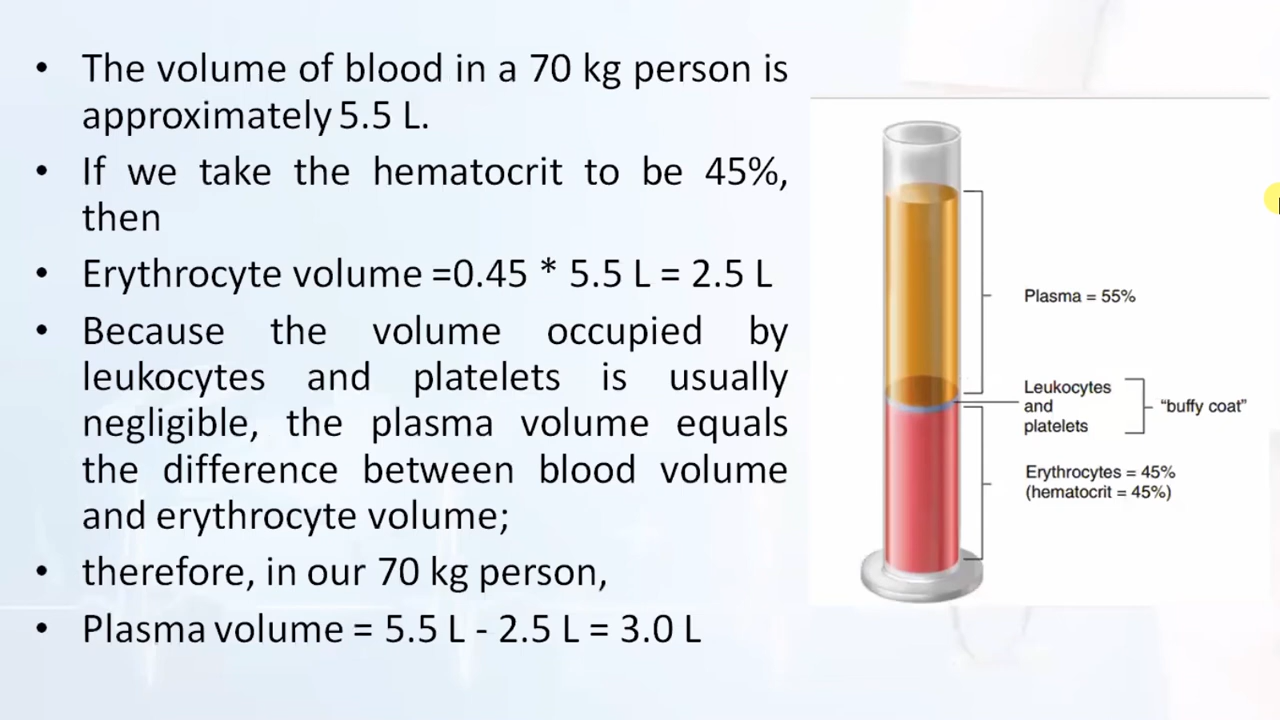 • The volume of blood in a 70 kg person is
approximately 5.5 L.
• If we take the hematocrit to be 45%,
then
• Erythrocyte volume =0.45 * 5.5 L = 2.5 L
• Because the volume occupied by
leukocytes and platelets is usually
negligible, the plasma volume equals
the difference between blood volume
and erythrocyte volume;
• therefore, in our 70 kg person,
• Plasma volume = 5.5 L - 2.5 L = 3.0 L
Plasma = 55%
Leukocytes
and
platelets
“buffy coat”
Erythrocytes = 45%
(hematocrit = 45%)